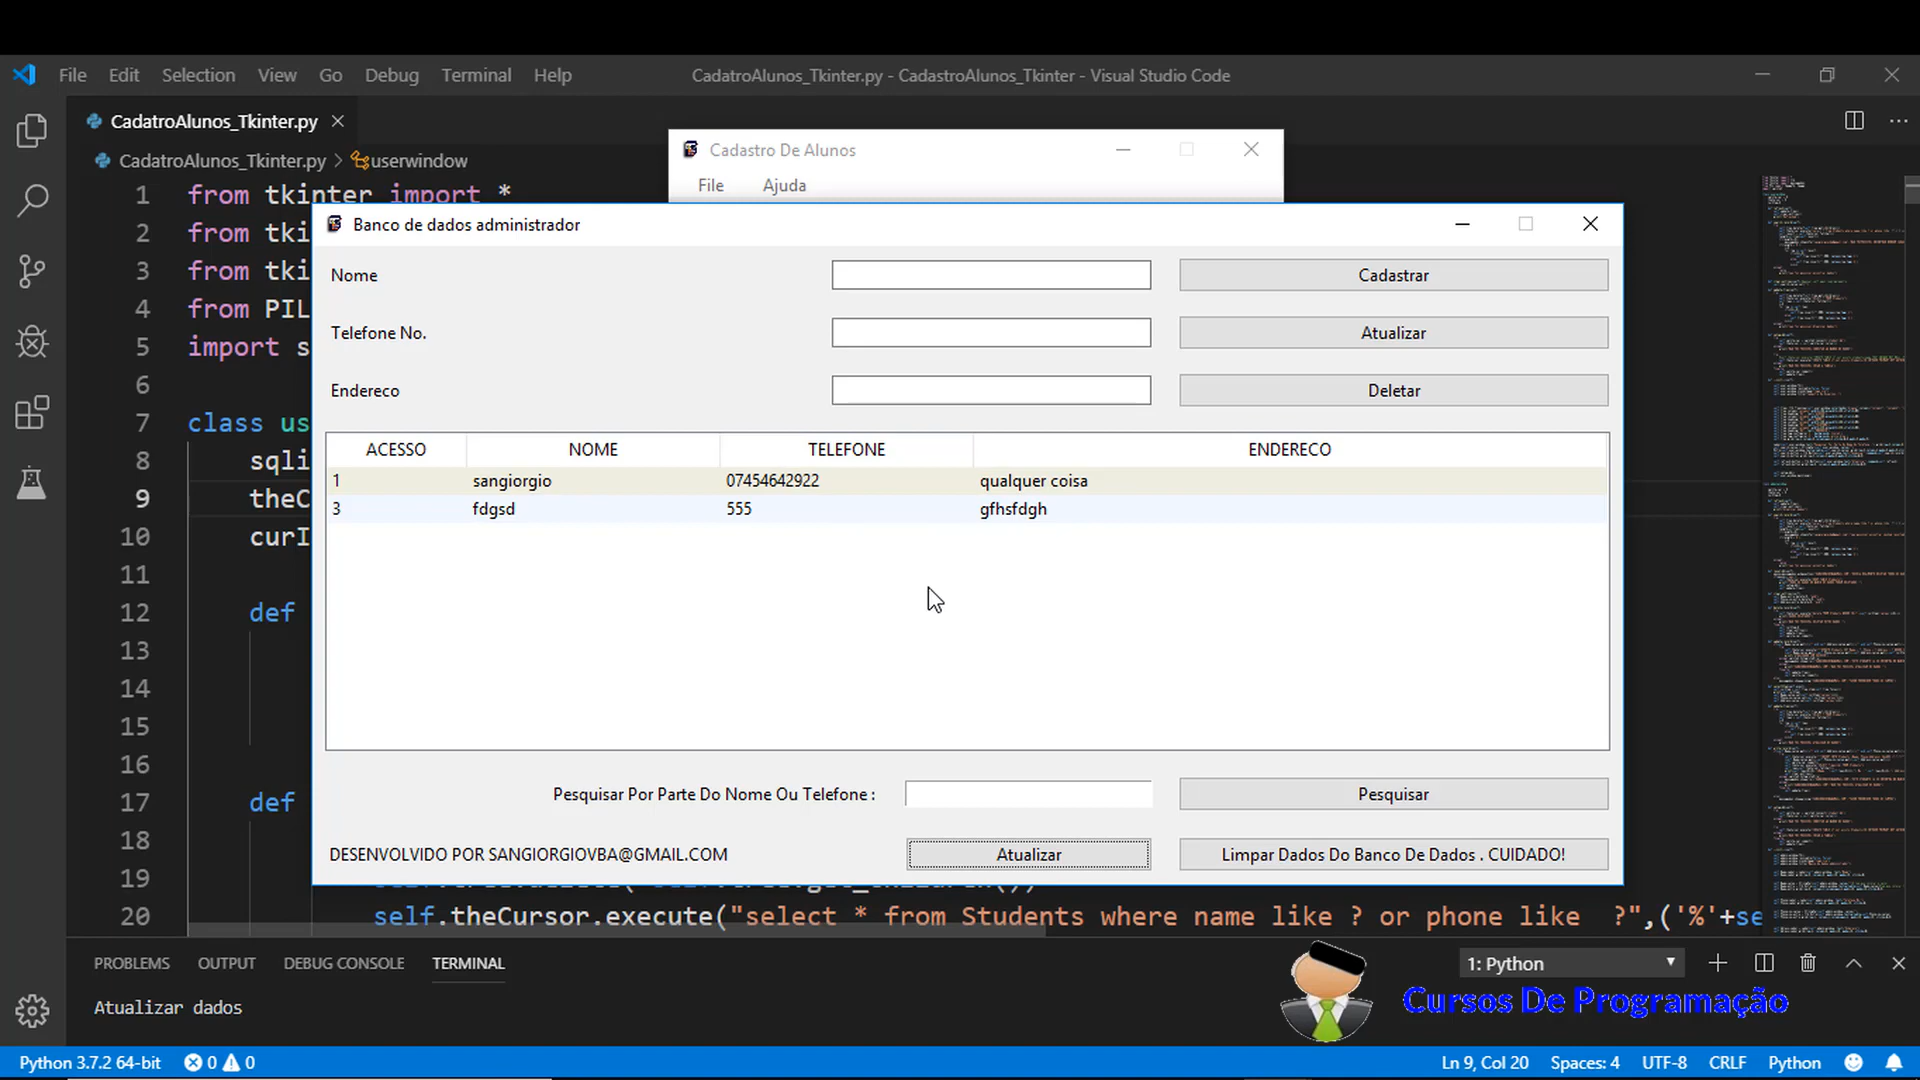 File Edit Selection View Go Debug Terminal Help CadatroAlunos_Tkinter.py - CadastroAlunos_Tkinter - Visual Studio Code
CadatroAlunos_Tkinter.py
CadatroAlunos_Tkinter.py > userwindow
Cadastro De Alunos
File Ajuda
1 from tkinter import *
2 from tki
3 from tki
4 from PIL
5 import s
6
7 class us
8 sqli
9 theC
10 curI
11
12 def
13
14
15
16
17 def
18
19
20 self.theCursor.execute("select * from Students where name like ? or phone like ?",('%'+se
Banco de dados administrador
Nome Cadastrar
Telefone No. Atualizar
Endereco Deletar
ACESSO NOME TELEFONE ENDERECO
1 sangiorgio 07454642922 qualquer coisa
3 fdgsd 555 gfhsfdgh
Pesquisar Por Parte Do Nome Ou Telefone : Pesquisar
DESENVOLVIDO POR SANGIORGIOVBA@GMAIL.COM Atualizar Limpar Dados Do Banco De Dados . CUIDADO!
PROBLEMS OUTPUT DEBUG CONSOLE TERMINAL 1: Python
Atualizar dados
Cursos De Programação
Python 3.7.2 64-bit 0 0 Ln 9, Col 20 Spaces: 4 UTF-8 CRLF Python